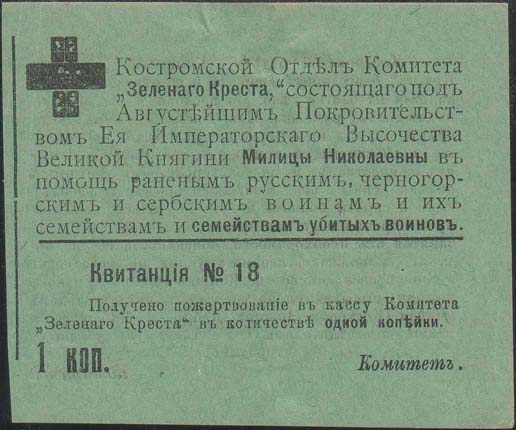 Костромской Отдѣлъ Комитета
„Зеленаго Креста,“ состоящаго подъ
Августѣйшимъ Покровительст-
вомъ Ея Императорскаго Высочества
Великой Княгини Милицы Николаевны въ
помощь раненымъ русскимъ, черногор-
скимъ и сербскимъ воинамъ и ихъ
семействамъ и семействамъ убитыхъ воиновъ.
Квитанція № 18
Получено пожертвованіе въ кассу Комитета
„Зеленаго Креста“ въ количествѣ одной копѣйки.
1 КОП.
Комитетъ.